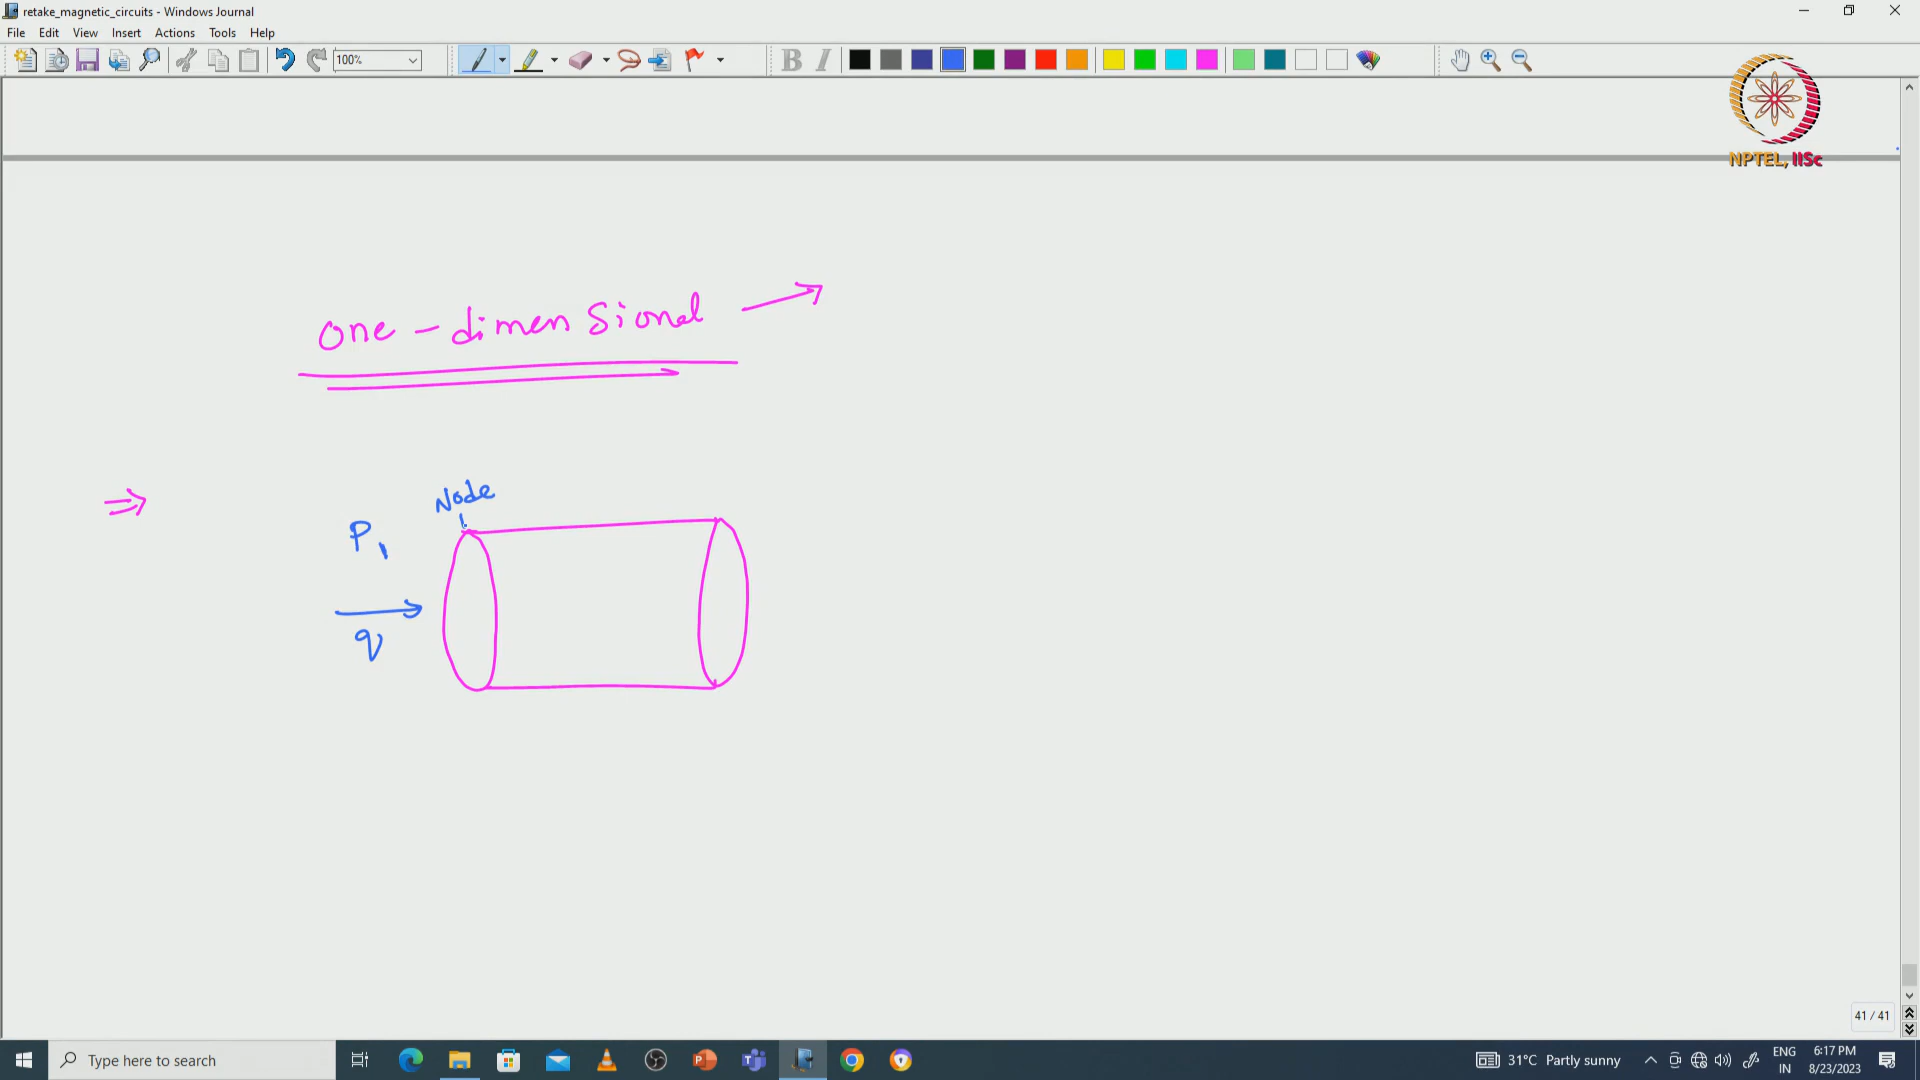 retake_magnetic_circuits - Windows Journal
File Edit View Insert Actions Tools Help
100%
B I
NPTEL, IISc
one-dimensional
Node
P1
q
41 / 41
Type here to search
31°C Partly sunny
ENG
IN
6:17 PM
8/23/2023